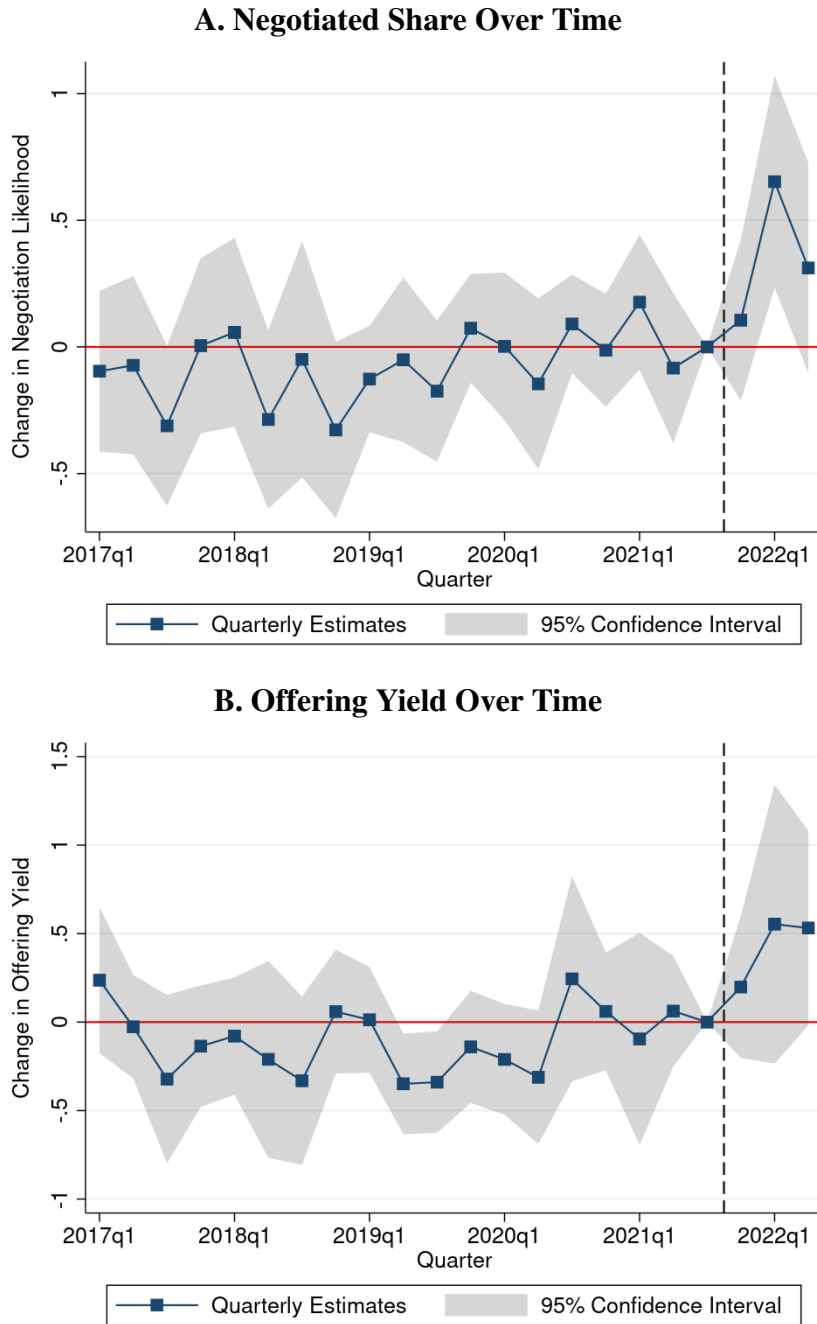 A. Negotiated Share Over Time
Change in Negotiation Likelihood
1
.5
0
-.5
2017q1 2018q1 2019q1 2020q1 2021q1 2022q1
Quarter
Quarterly Estimates 95% Confidence Interval
B. Offering Yield Over Time
Change in Offering Yield
1.5
1
.5
0
-.5
-1
2017q1 2018q1 2019q1 2020q1 2021q1 2022q1
Quarter
Quarterly Estimates 95% Confidence Interval